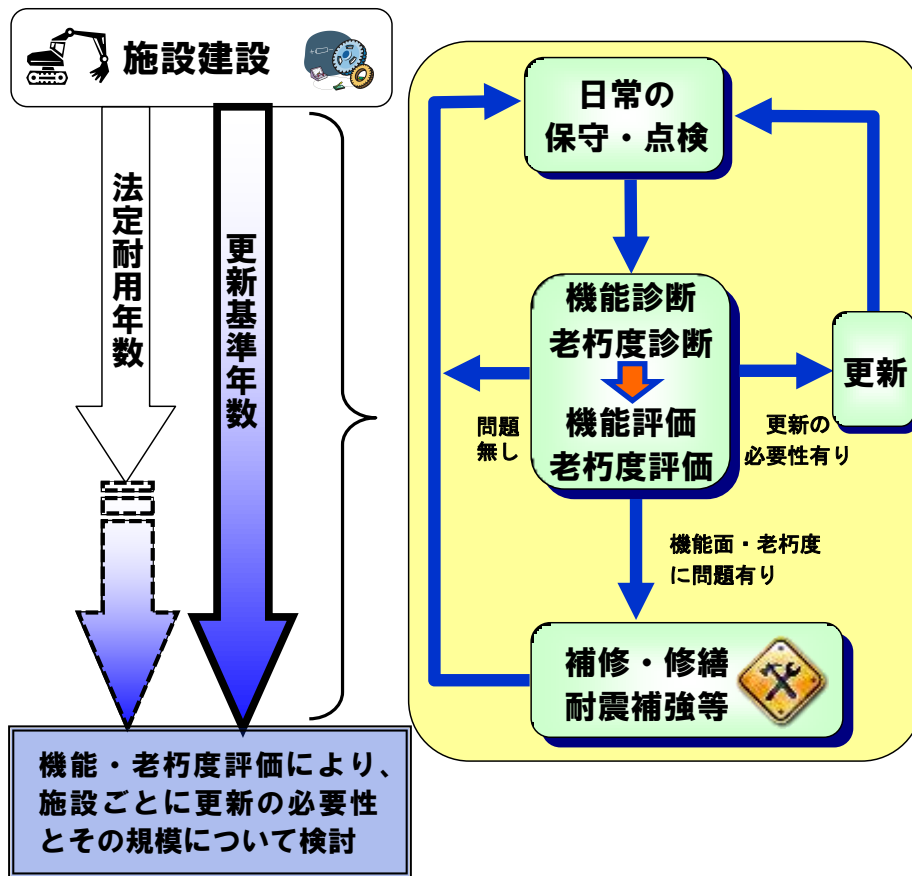 施設建設
法定耐用年数
更新基準年数
機能・老朽度評価により、
施設ごとに更新の必要性
とその規模について検討
日常の
保守・点検
機能診断
老朽度診断
機能評価
老朽度評価
問題
無し
更新の
必要性有り
更新
機能面・老朽度
に問題有り
補修・修繕
耐震補強等